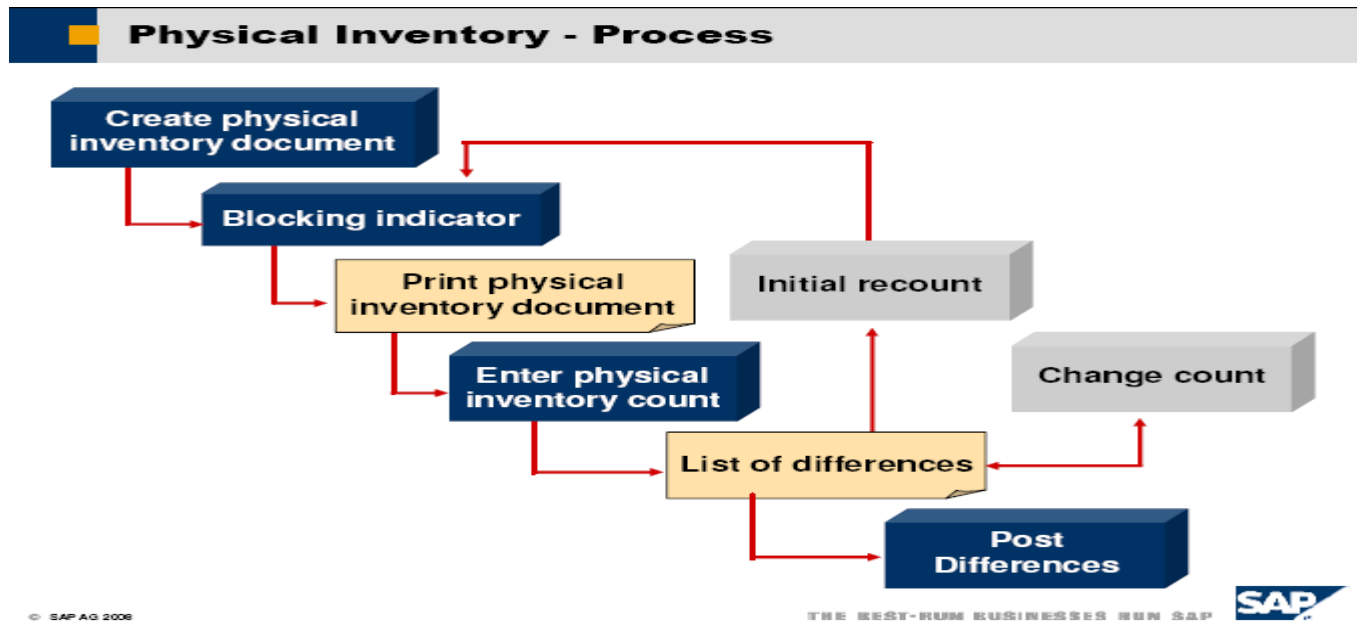 Physical Inventory - Process
Create physical
inventory document
Blocking indicator
Print physical
inventory document
Initial recount
Enter physical
inventory count
Change count
List of differences
Post
Differences
© SAP AG 2006
THE BEST-RUN BUSINESSES RUN SAP
SAP